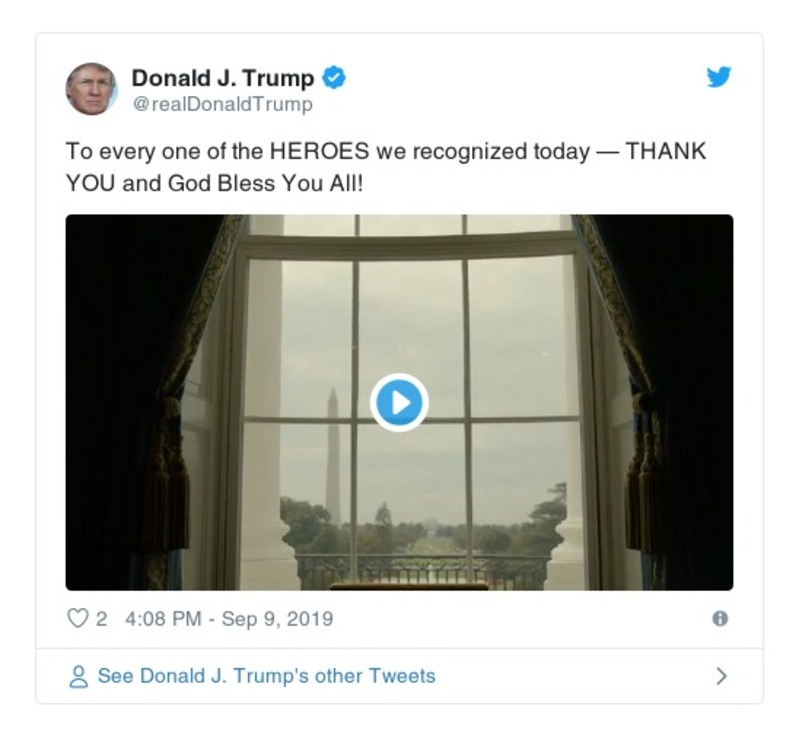 Donald J. Trump
@realDonaldTrump
To every one of the HEROES we recognized today — THANK
YOU and God Bless You All!
2 4:08 PM - Sep 9, 2019
See Donald J. Trump's other Tweets